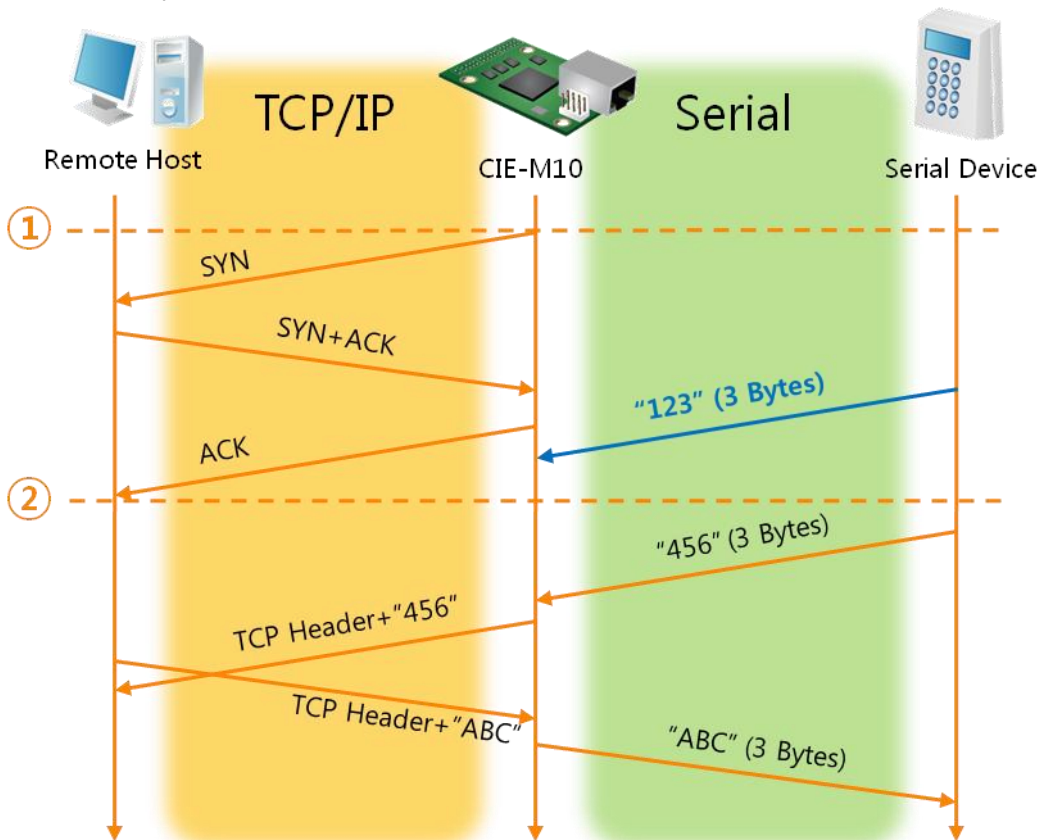 TCP/IP
Serial
Remote Host
CIE-M10
Serial Device
①
SYN
SYN+ACK
"123" (3 Bytes)
ACK
②
"456" (3 Bytes)
TCP Header+"456"
TCP Header+"ABC"
"ABC" (3 Bytes)